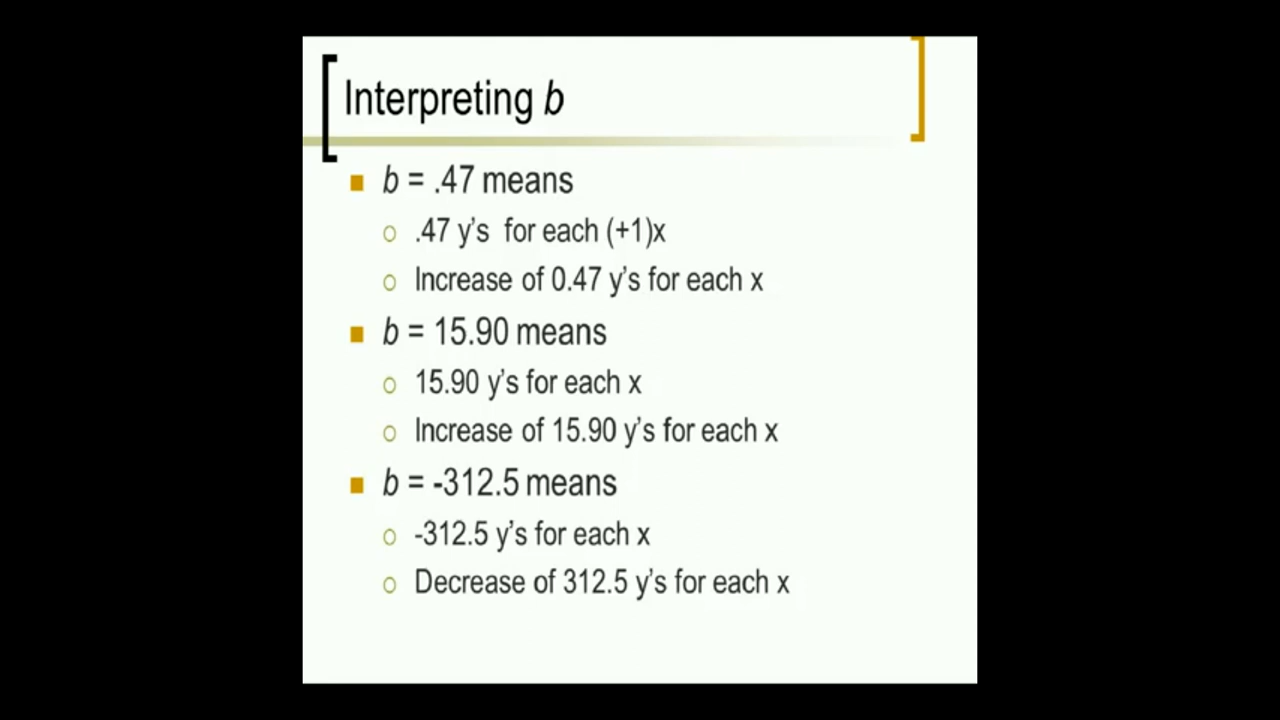 Interpreting b
b = .47 means
.47 y's for each (+1)x
Increase of 0.47 y's for each x
b = 15.90 means
15.90 y's for each x
Increase of 15.90 y's for each x
b = -312.5 means
-312.5 y's for each x
Decrease of 312.5 y's for each x